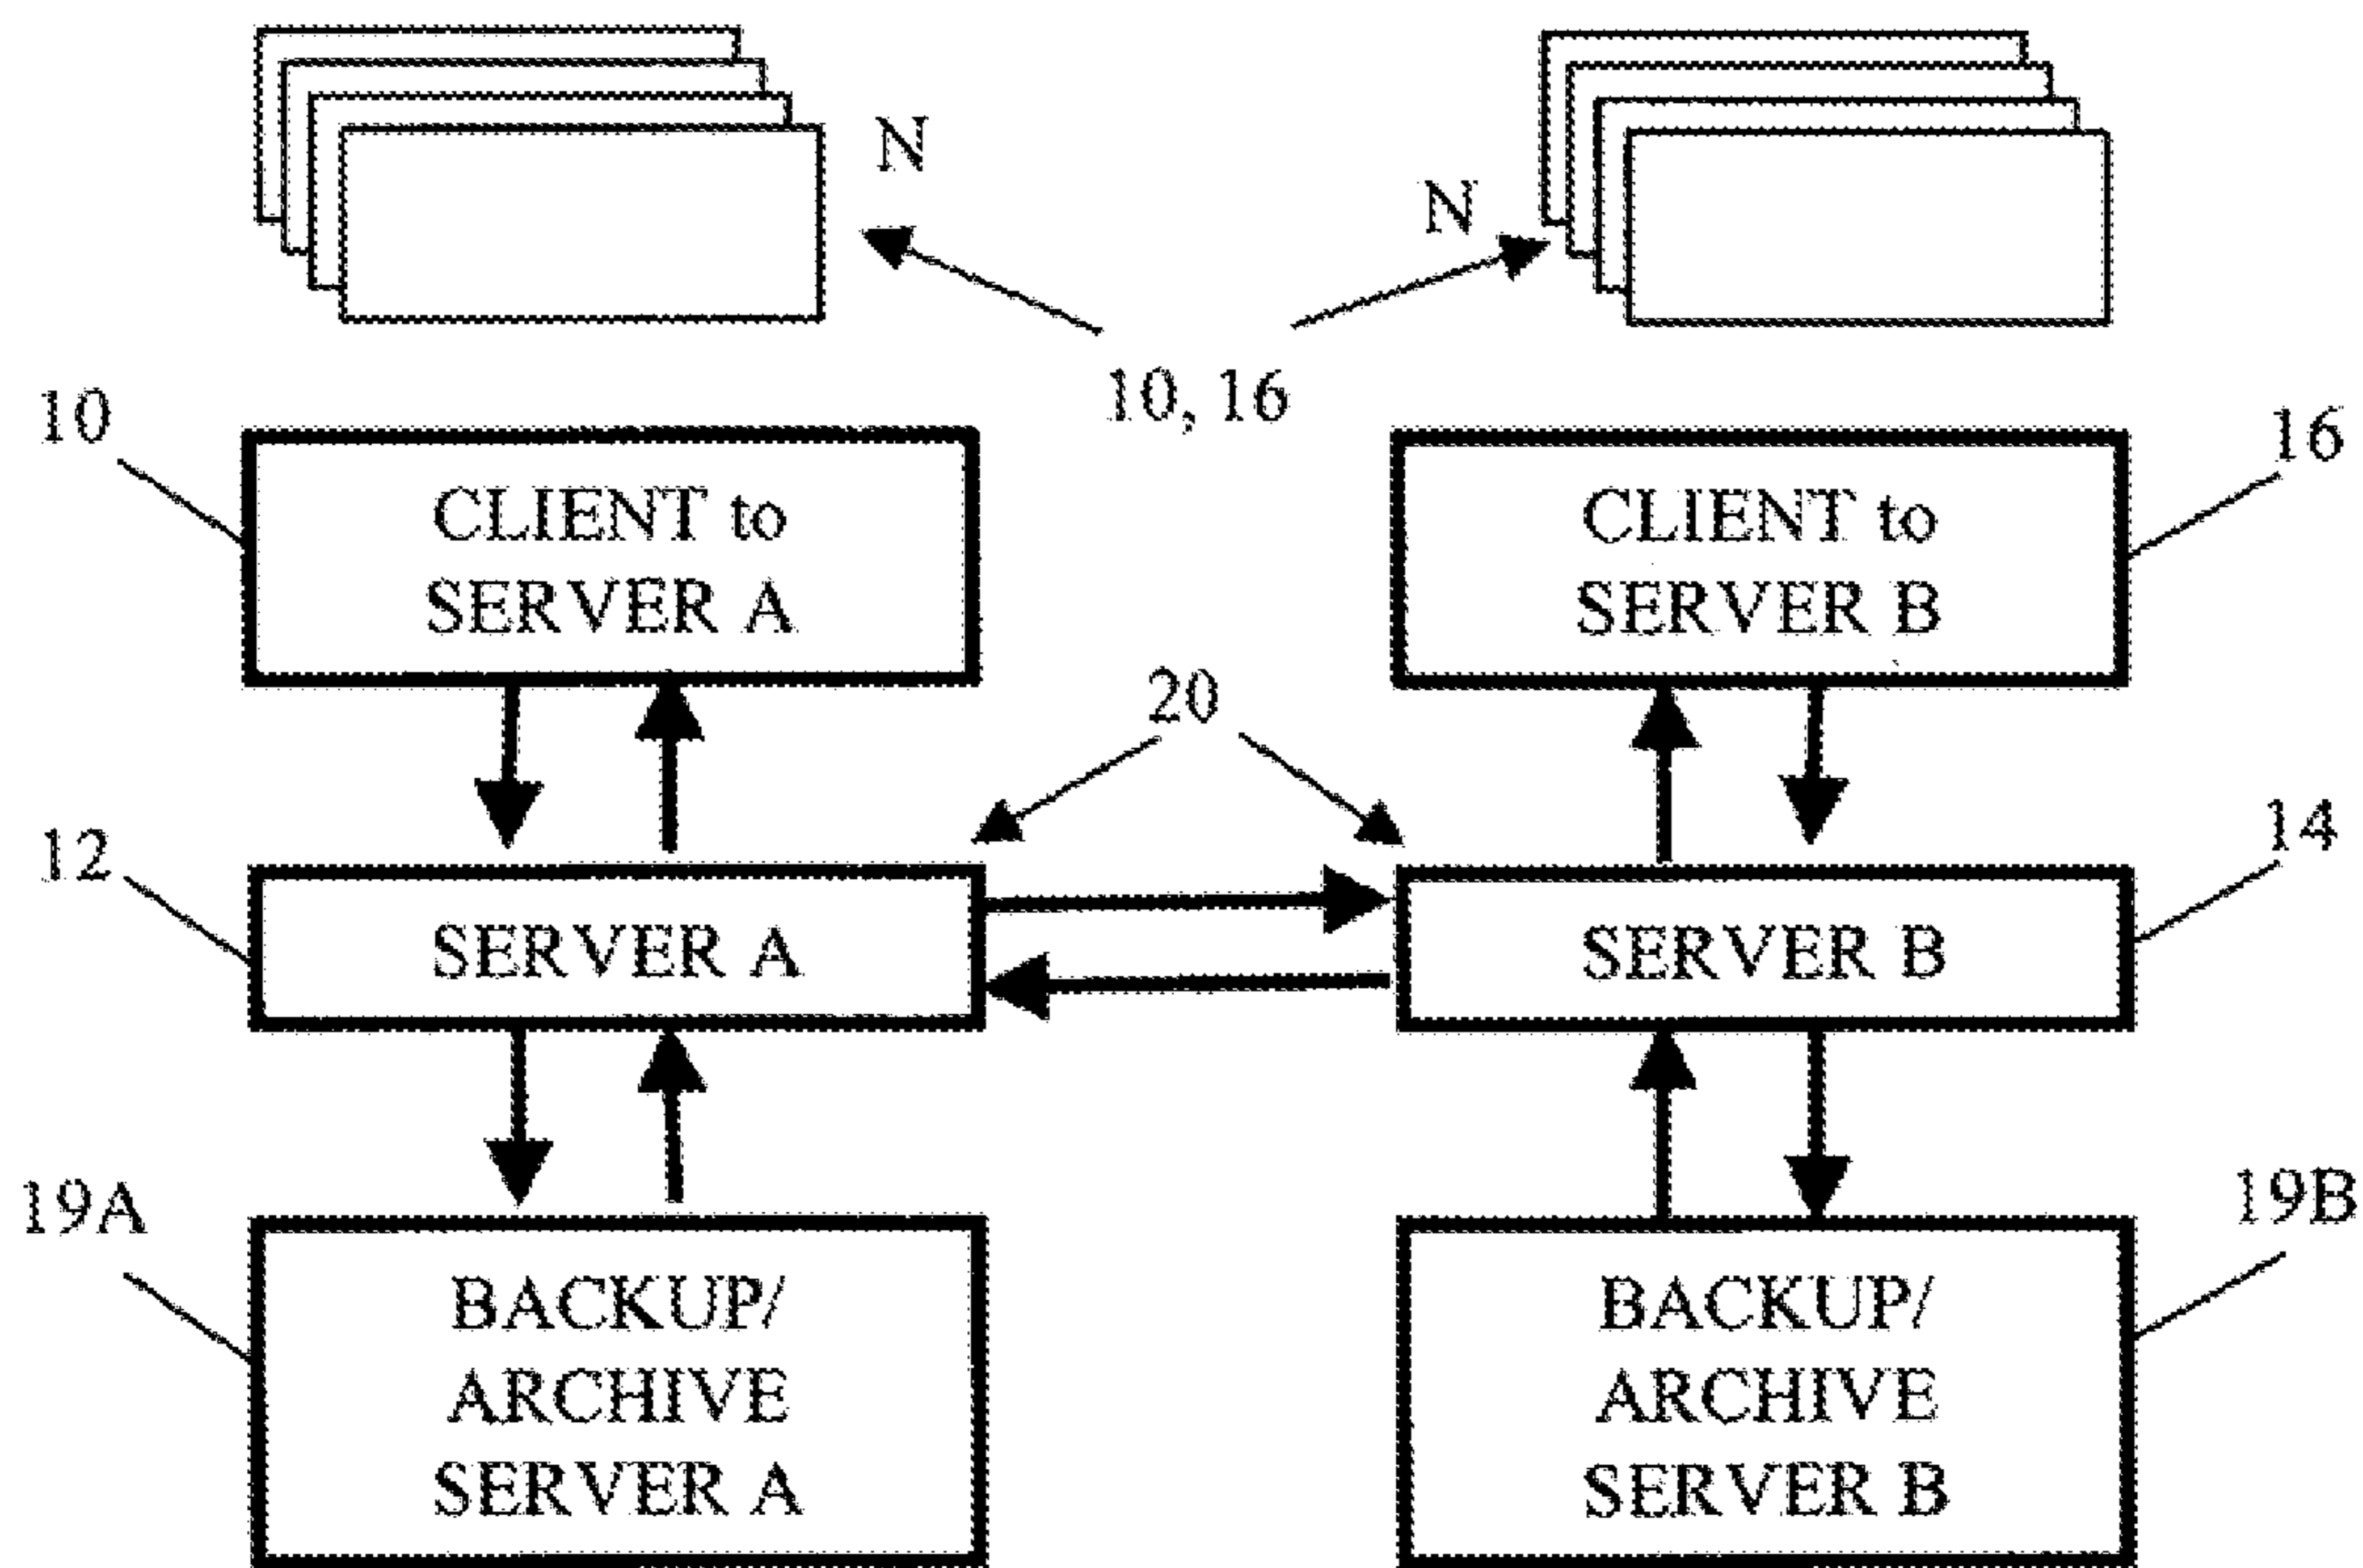 N
N
10, 16
10
16
CLIENT to
SERVER A
CLIENT to
SERVER B
20
12
14
SERVER A
SERVER B
19A
19B
BACKUP/
ARCHIVE
SERVER A
BACKUP/
ARCHIVE
SERVER B